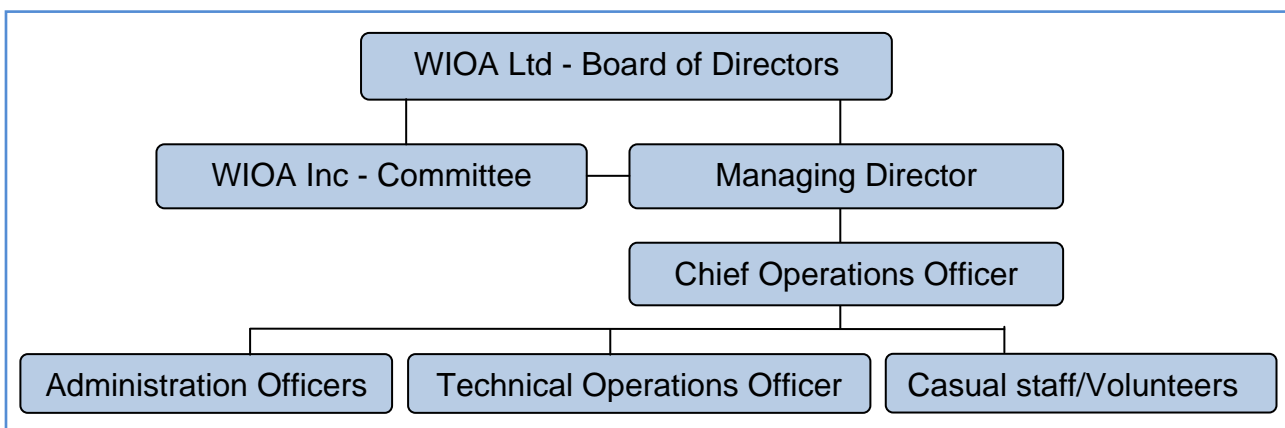 WIOA Ltd - Board of Directors
WIOA Inc - Committee
Managing Director
Chief Operations Officer
Administration Officers
Technical Operations Officer
Casual staff/Volunteers